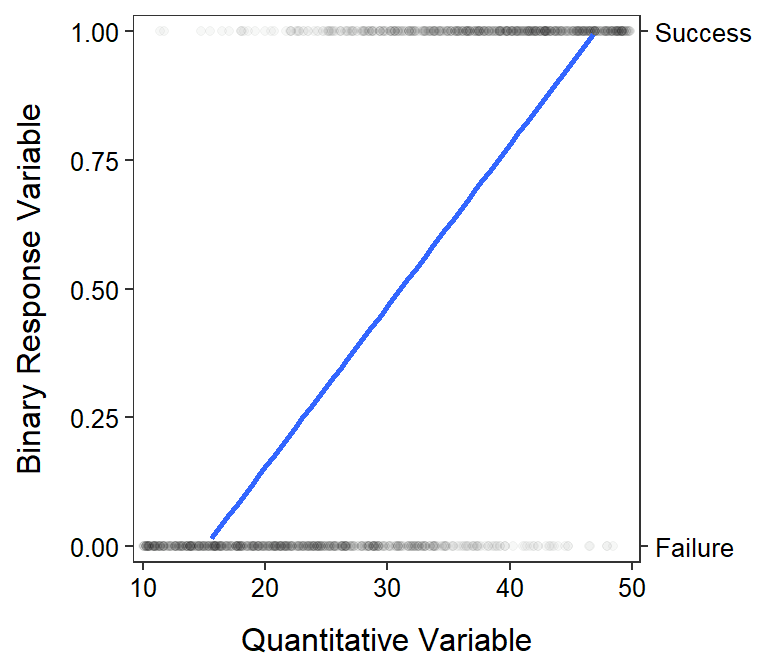 1.00
0.75
0.50
0.25
0.00
Binary Response Variable
Success
Failure
10 20 30 40 50
Quantitative Variable